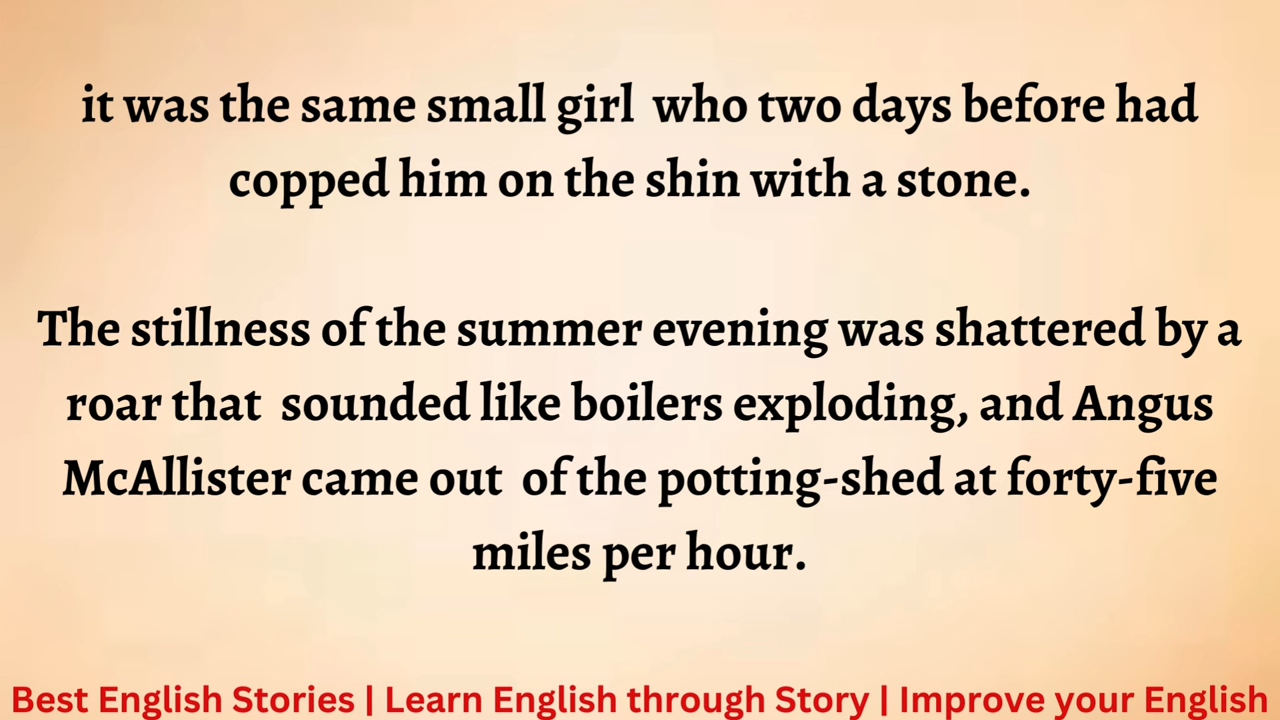 it was the same small girl  who two days before had
copped him on the shin with a stone.
The stillness of the summer evening was shattered by a
roar that  sounded like boilers exploding, and Angus
McAllister came out  of the potting-shed at forty-five
miles per hour.
Best English Stories | Learn English through Story | Improve your English